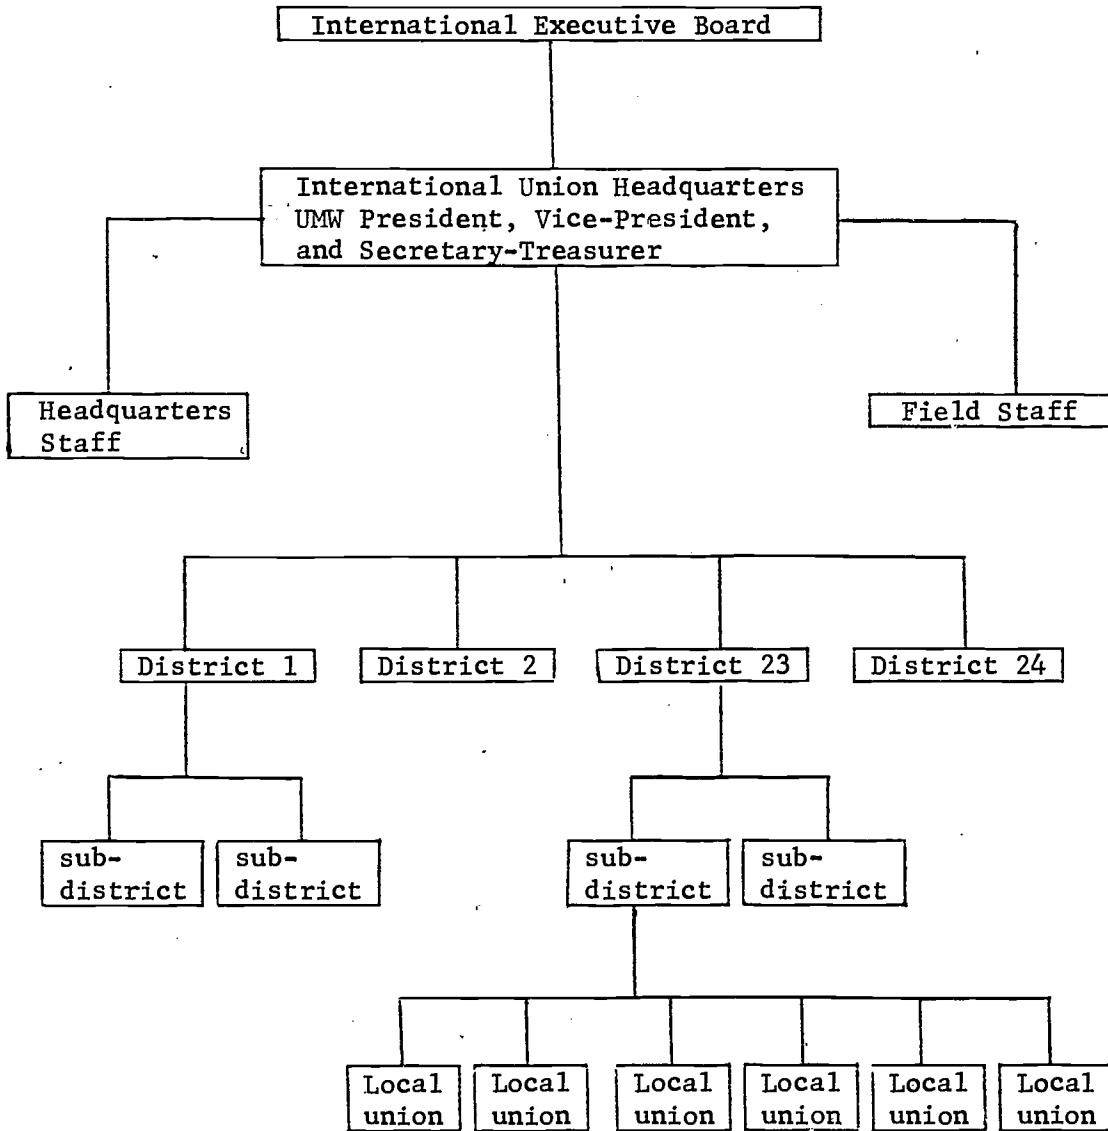 International Executive Board
International Union Headquarters
UMW President, Vice-President,
and Secretary-Treasurer
Headquarters
Staff
Field Staff
District 1
District 2
District 23
District 24
sub-
district
sub-
district
sub-
district
sub-
district
Local
union
Local
union
Local
union
Local
union
Local
union
Local
union